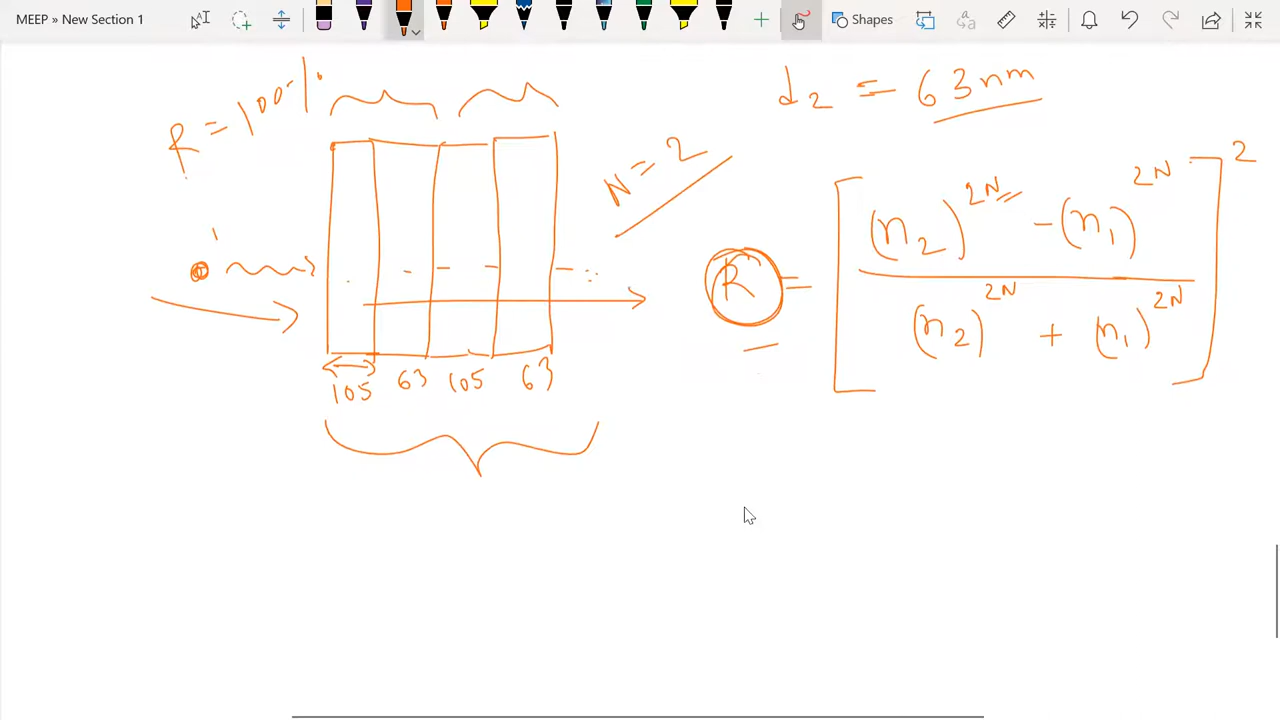 MEEP » New Section 1
Shapes
R = 100%
d₂ = 63nm
N = 2
R = [((n₂)^2N - (n₁)^2N) / ((n₂)^2N + (n₁)^2N)]^2
105 63 105 63